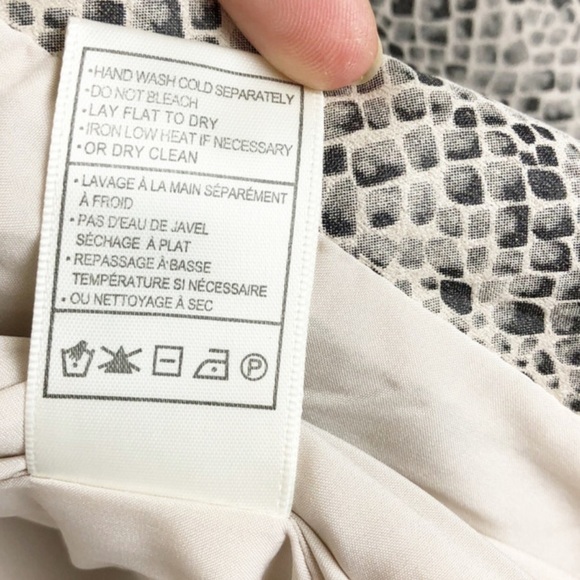 •HAND WASH COLD SEPARATELY
•DO NOT BLEACH
•LAY FLAT TO DRY
•IRON LOW HEAT IF NECESSARY
•OR DRY CLEAN
•LAVAGE À LA MAIN SÉPARÉMENT
À FROID
•PAS D'EAU DE JAVEL
SÉCHAGE À PLAT
•REPASSAGE À BASSE
TEMPÉRATURE SI NÉCESSAIRE
•OU NETTOYAGE À SEC
P